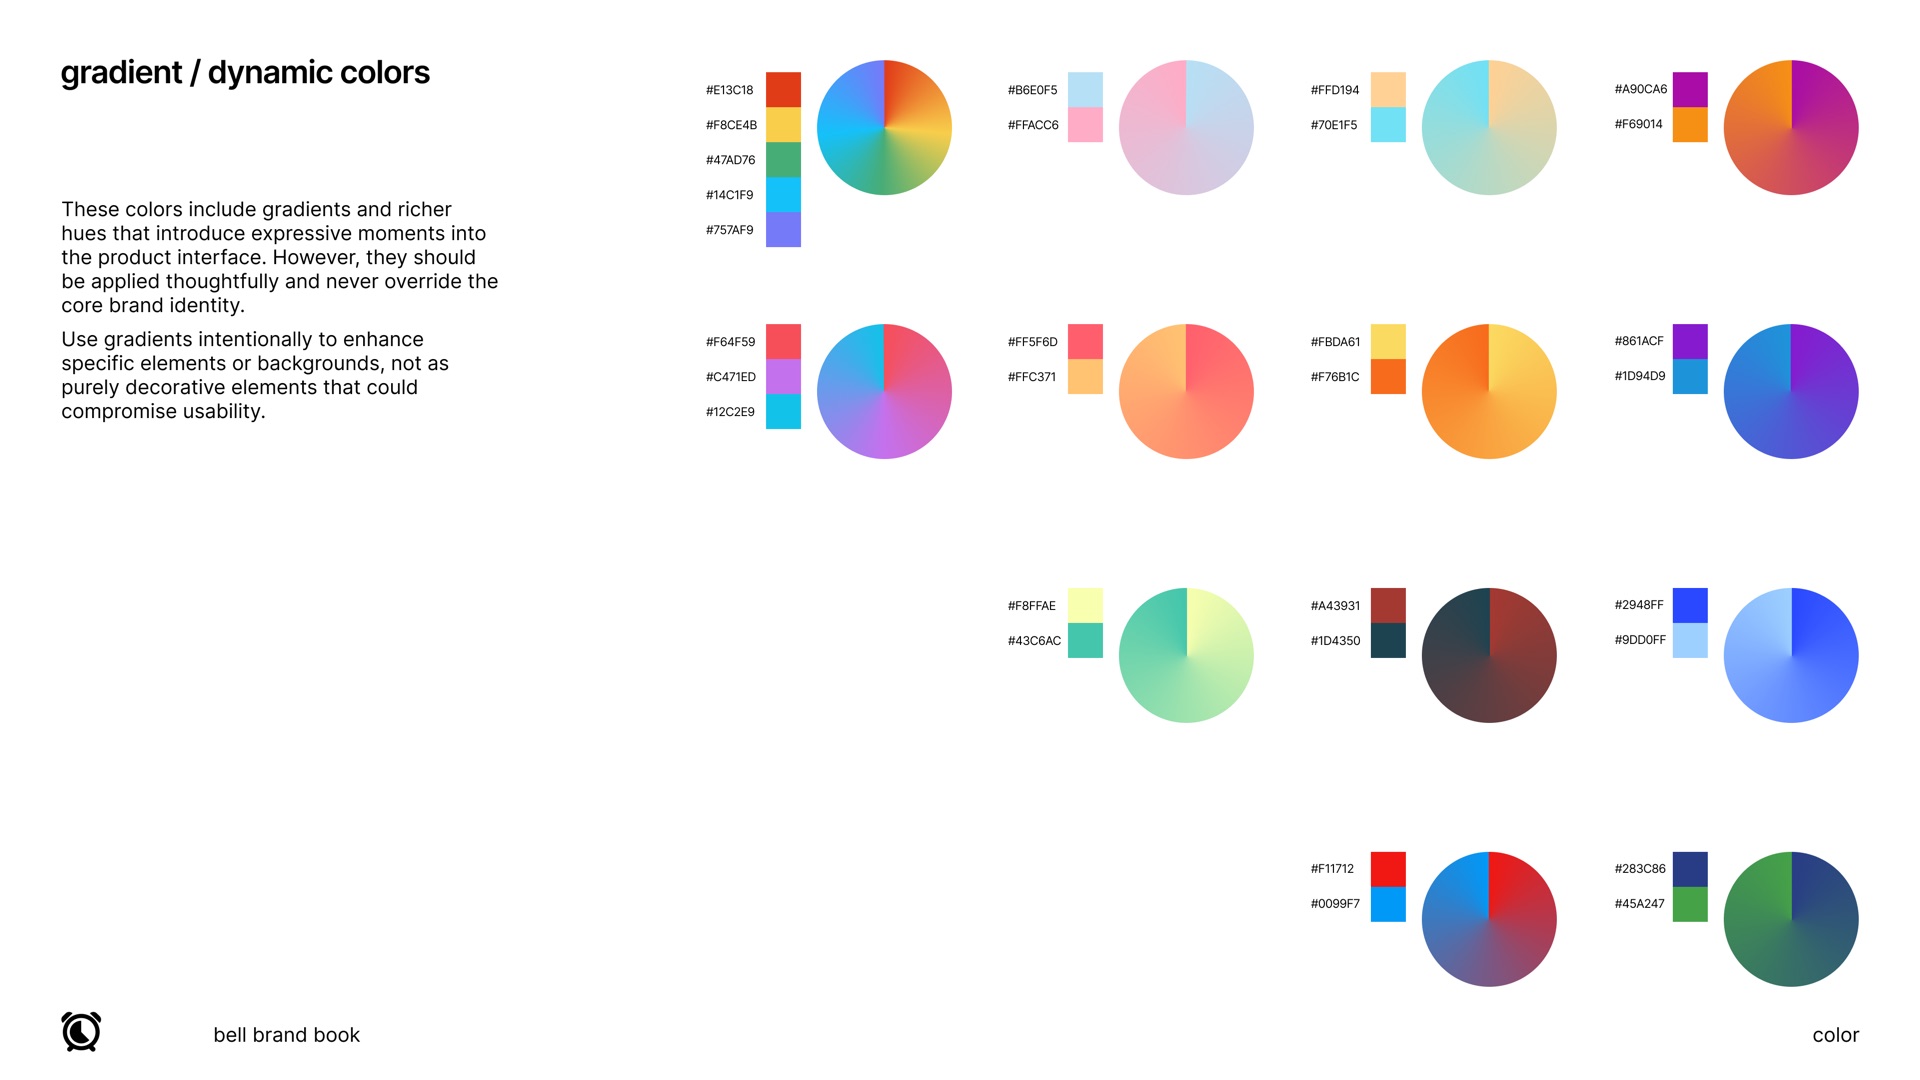 gradient / dynamic colors
These colors include gradients and richer
hues that introduce expressive moments into
the product interface. However, they should
be applied thoughtfully and never override the
core brand identity.
Use gradients intentionally to enhance
specific elements or backgrounds, not as
purely decorative elements that could
compromise usability.
#E13C18
#F8CE4B
#47AD76
#14C1F9
#757AF9
#B6E0F5
#FFACC6
#FFD194
#70E1F5
#A90CA6
#F69014
#F64F59
#C471ED
#12C2E9
#FF5F6D
#FFC371
#FBDA61
#F76B1C
#861ACF
#1D94D9
#F8FFAE
#43C6AC
#A43931
#1D4350
#2948FF
#9DD0FF
#F11712
#0099F7
#283C86
#45A247
bell brand book
color